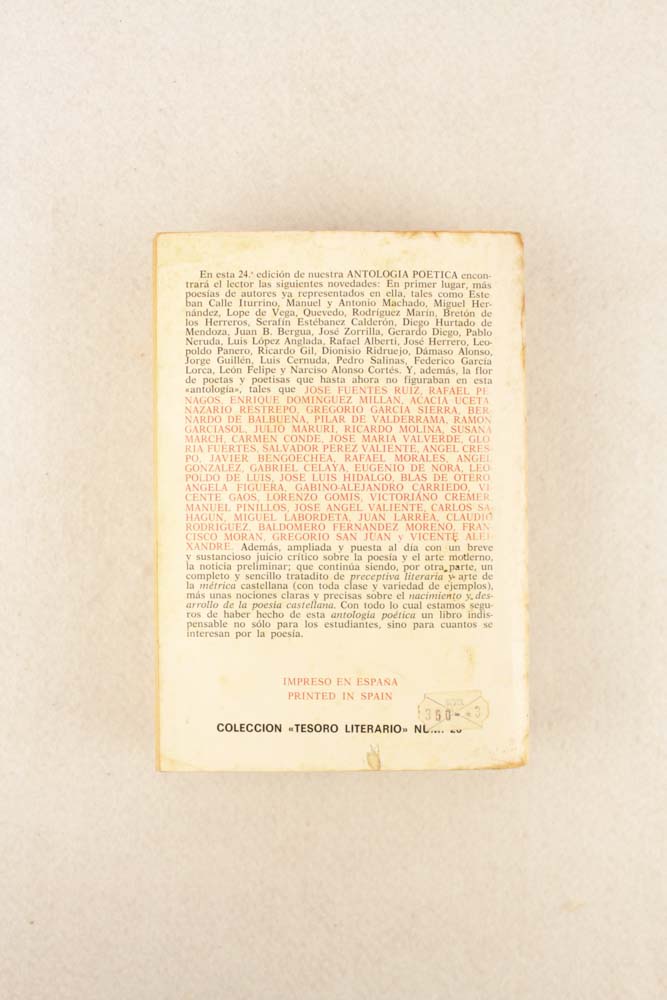 En esta 24.ª edición de nuestra ANTOLOGIA POETICA encon-
trará el lector las siguientes novedades: En primer lugar, más
poesías de autores ya representados en ella, tales como Este-
ban Calle Iturrino, Manuel y Antonio Machado, Miguel Her-
nández, Lope de Vega, Quevedo, Rodríguez Marín, Bretón de
los Herreros, Serafín Estébanez Calderón, Diego Hurtado de
Mendoza, Juan B. Bergua, José Zorrilla, Gerardo Diego, Pablo
Neruda, Luis López Anglada, Rafael Alberti, José Herrero, Leo-
poldo Panero, Ricardo Gil, Dionisio Ridruejo, Dámaso Alonso,
Jorge Guillén, Luis Cernuda, Pedro Salinas, Federico García
Lorca, León Felipe y Narciso Alonso Cortés. Y, además, la flor
de poetas y poetisas que hasta ahora no figuraban en esta
«antología», tales que JOSE FUENTES RUIZ, RAFAEL PE-
NAGOS, ENRIQUE DOMINGUEZ MILLAN, ACACIA UCETA,
NAZARIO RESTREPO, GREGORIO GARCIA SIERRA, BER-
NARDO DE BALBUENA, PILAR DE VALDERRAMA, RAMON
GARCIASOL, JULIO MARURI, RICARDO MOLINA, SUSANA
MARCH, CARMEN CONDE, JOSE MARIA VALVERDE, GLO-
RIA FUERTES, SALVADOR PEREZ VALIENTE, ANGEL CRES-
PO, JAVIER BENGOECHEA, RAFAEL MORALES, ANGEL
GONZALEZ, GABRIEL CELAYA, EUGENIO DE NORA, LEO-
POLDO DE LUIS, JOSE LUIS HIDALGO, BLAS DE OTERO,
ANGELA FIGUERA, GABINO-ALEJANDRO CARRIEDO, VI-
CENTE GAOS, LORENZO GOMIS, VICTORIANO CREMER,
MANUEL PINILLOS, JOSE ANGEL VALIENTE, CARLOS SA-
HAGUN, MIGUEL LABORDETA, JUAN LARREA, CLAUDIO
RODRIGUEZ, BALDOMERO FERNANDEZ MORENO, FRAN-
CISCO MORAN, GREGORIO SAN JUAN y VICENTE ALEI-
XANDRE. Además, ampliada y puesta al día con un breve
y sustancioso juicio crítico sobre la poesía y el arte moderno,
la noticia preliminar; que continúa siendo, por otra parte, un
completo y sencillo tratadito de preceptiva literaria y arte de
la métrica castellana (con toda clase y variedad de ejemplos),
más unas nociones claras y precisas sobre el nacimiento y des-
arrollo de la poesía castellana. Con todo lo cual estamos segu-
ros de haber hecho de esta antología poética un libro indis-
pensable no sólo para los estudiantes, sino para cuantos se
interesan por la poesía.
IMPRESO EN ESPAÑA
PRINTED IN SPAIN
COLECCION «TESORO LITERARIO»